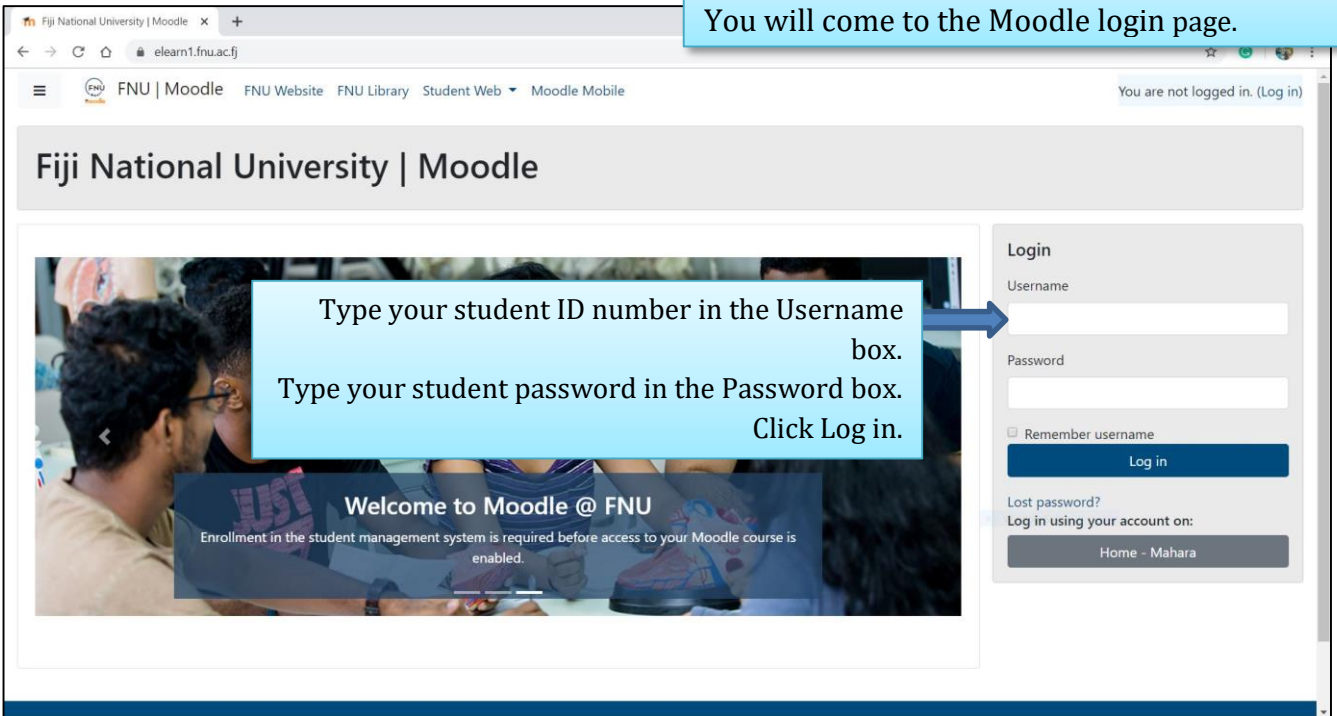 You will come to the Moodle login page.
Fiji National University | Moodle
elearn1.fnu.ac.fj
FNU
FNU | Moodle FNU Website FNU Library Student Web Moodle Mobile
You are not logged in. (Log in)
Fiji National University | Moodle
Type your student ID number in the Username
box.
Type your student password in the Password box.
Click Log in.
JUST
Welcome to Moodle @ FNU
Enrollment in the student management system is required before access to your Moodle course is
enabled.
Login
Username
Password
Remember username
Log in
Lost password?
Log in using your account on:
Home - Mahara